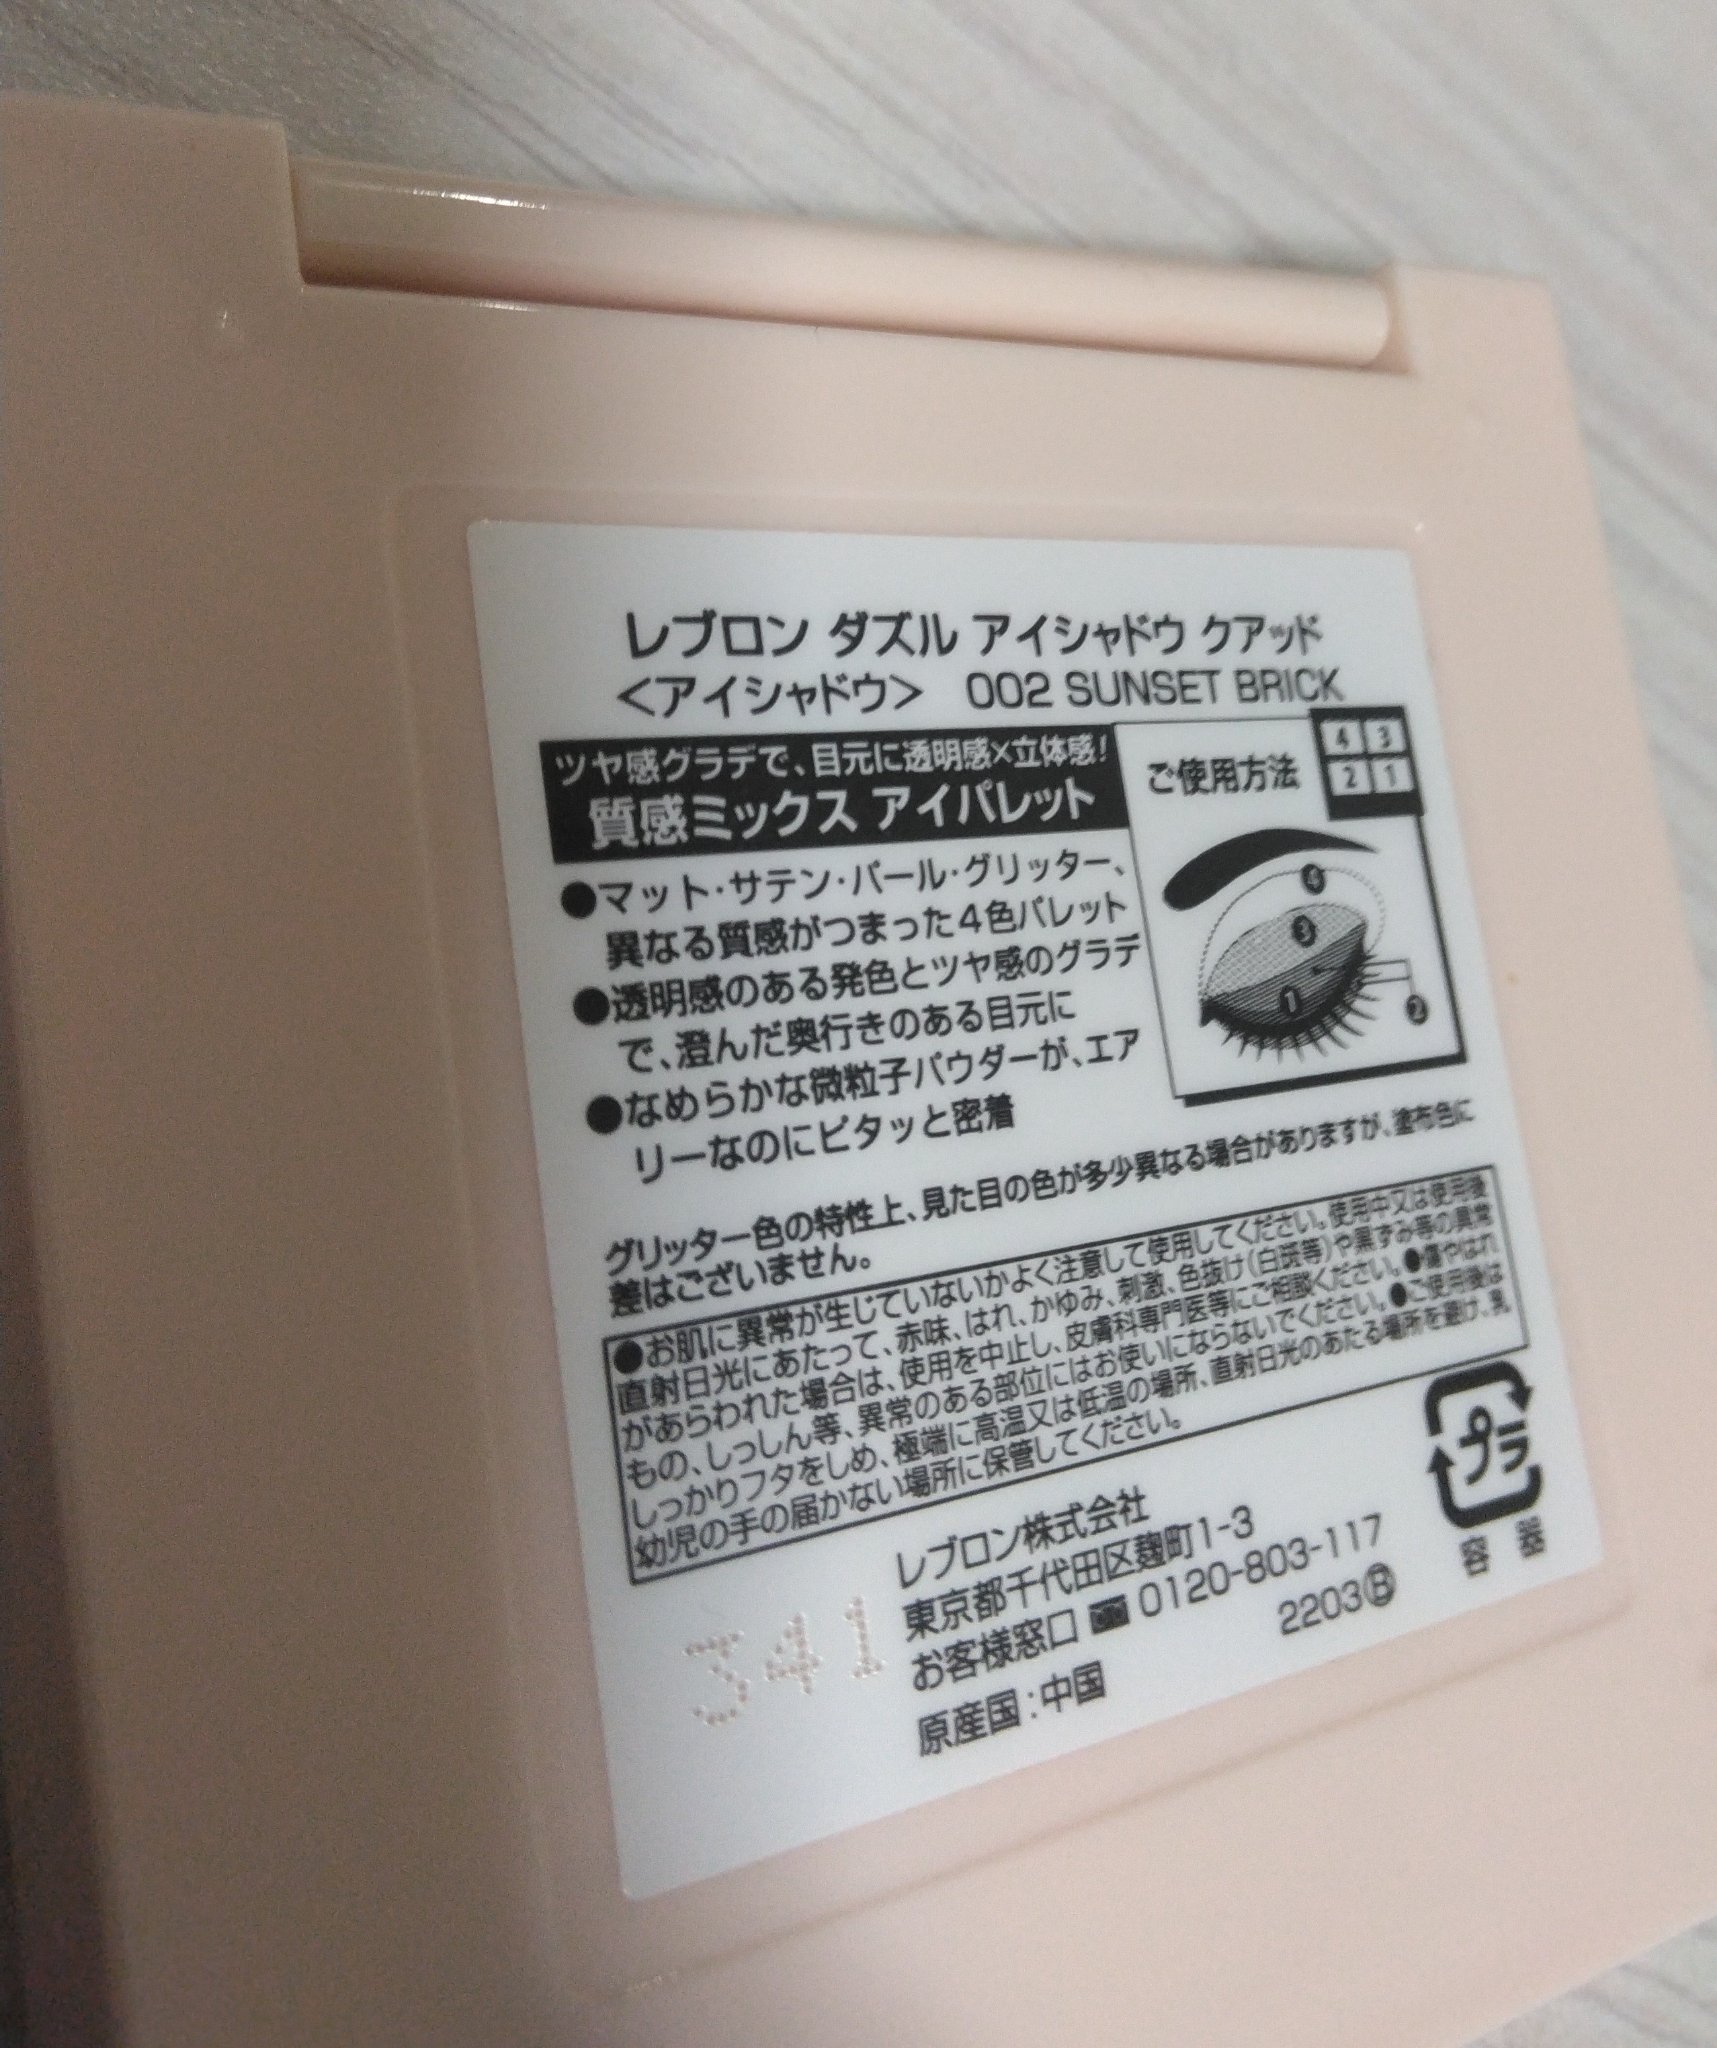 レブロン ダズル アイシャドウ クアッド
<アイシャドウ> 002 SUNSET BRICK
ツヤ感グラデで、目元に透明感×立体感!
質感ミックス アイパレット
●マット・サテン・パール・グリッター、
異なる質感がつまった4色パレット
●透明感のある発色とツヤ感のグラデ
で、澄んだ奥行きのある目元に
●なめらかな微粒子パウダーが、エア
リーなのにピタッと密着
ご使用方法
4 3
2 1
4
3
1
2
グリッター色の特性上、見た目の色が多少異なる場合がありますが、塗布色に
差はございません。
●お肌に異常が生じていないかよく注意して使用してください。使用中又は使用後
直射日光にあたって、赤味、はれ、かゆみ、刺激、色抜け(白斑等)や黒ずみ等の異常
があらわれた場合は、使用を中止し、皮膚科専門医等にご相談ください。●傷やはれ
もの、しっしん等、異常のある部位にはお使いにならないでください。●ご使用後は
しっかりフタをしめ、極端に高温又は低温の場所、直射日光のあたる場所を避け、乳
幼児の手の届かない場所に保管してください。
レブロン株式会社
東京都千代田区麹町1-3
お客様窓口 0120-803-117
2203Ⓑ
原産国:中国
341
プラ
容器